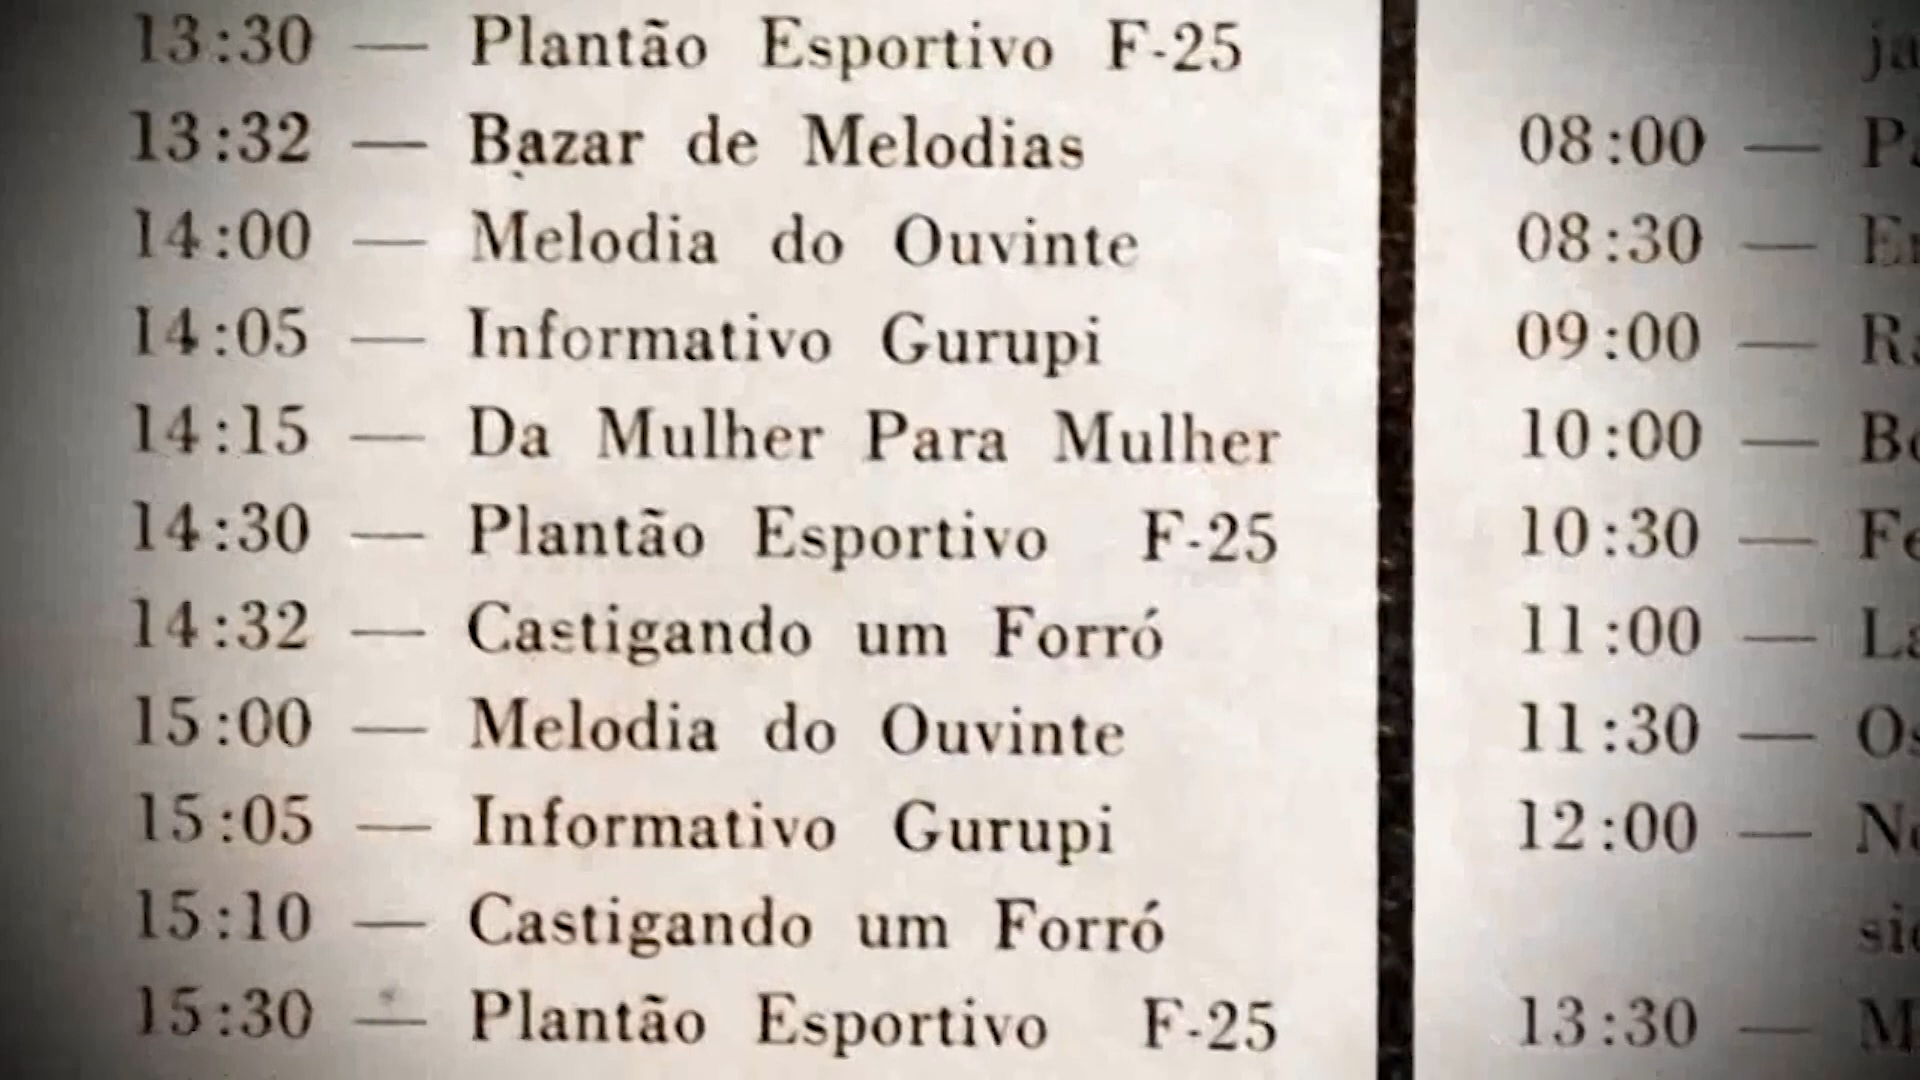 13:30 — Plantão Esportivo F-25
13:32 — Bazar de Melodias
14:00 — Melodia do Ouvinte
14:05 — Informativo Gurupi
14:15 — Da Mulher Para Mulher
14:30 — Plantão Esportivo F-25
14:32 — Castigando um Forró
15:00 — Melodia do Ouvinte
15:05 — Informativo Gurupi
15:10 — Castigando um Forró
15:30 — Plantão Esportivo F-25
08:00 —
08:30 —
09:00 —
10:00 —
10:30 —
11:00 —
11:30 —
12:00 —
13:30 —